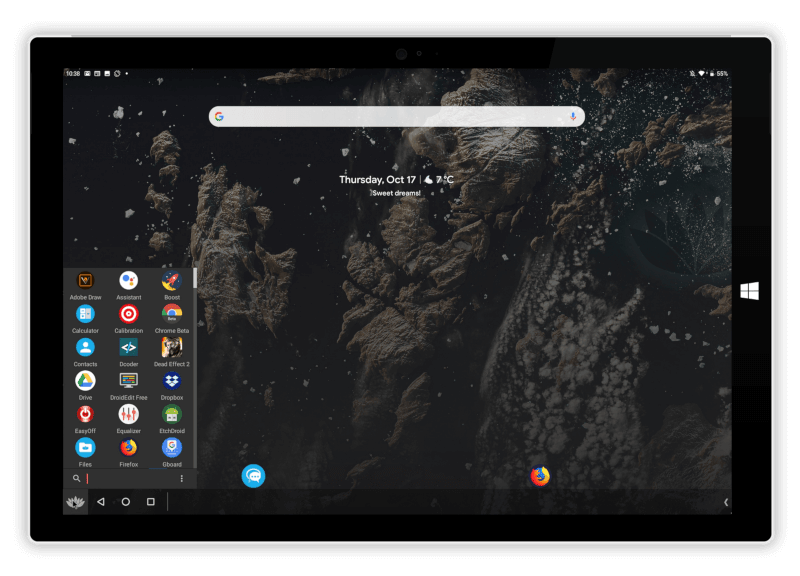 10:38
55%
Thursday, Oct 17 | 7 °C
Sweet dreams!
Adobe Draw Assistant Boost
Calculator Calibration Chrome Beta
Contacts Dcoder Dead Effect 2
Drive DroidEdit Free Dropbox
EasyOff Equalizer EtchDroid
Files Firefox Gboard